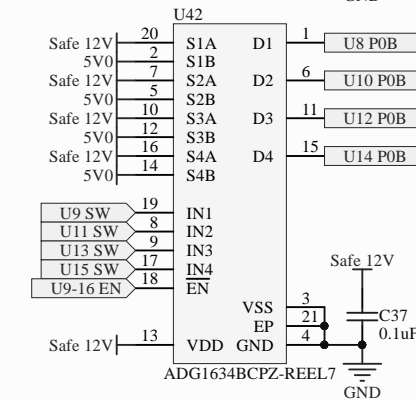 U42
Safe 12V 20 S1A D1 1 U8 P0B
5V0 2 S1B
Safe 12V 7 S2A D2 6 U10 P0B
5V0 5 S2B
Safe 12V 10 S3A D3 11 U12 P0B
5V0 12 S3B
Safe 12V 16 S4A D4 15 U14 P0B
5V0 14 S4B
U9 SW 19 IN1
U11 SW 8 IN2
U13 SW 9 IN3
U15 SW 17 IN4
U9-16 EN 18 EN
Safe 12V
VSS 3
EP 21
C37
0.1uF
Safe 12V 13 VDD GND 4
ADG1634BCPZ-REEL7
GND